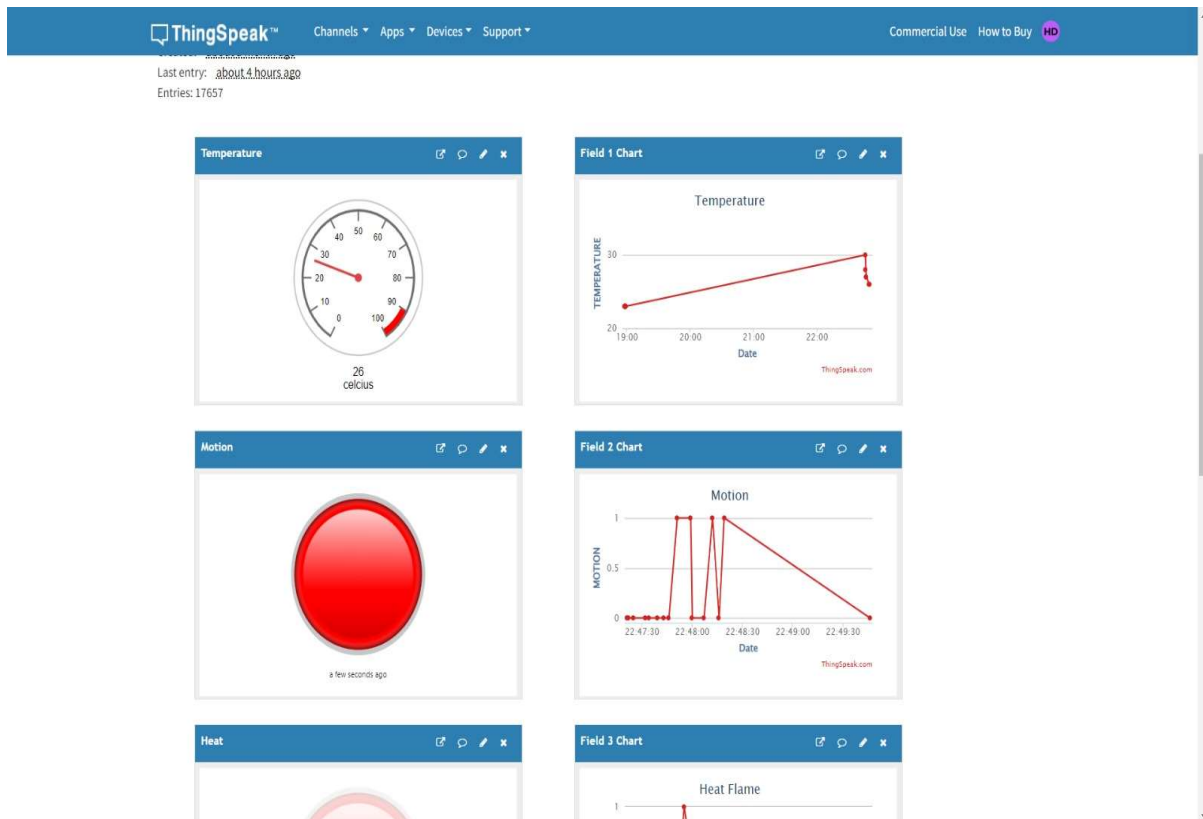 ThingSpeak™ Channels Apps Devices Support Commercial Use How to Buy HD
Last entry: about 4 hours ago
Entries: 17657
Temperature
50
40 60
30 70
20 80
10 90
0 100
26
celcius
Field 1 Chart
Temperature
TEMPERATURE
30
20
19:00 20:00 21:00 22:00
Date
ThingSpeak.com
Motion
a few seconds ago
Field 2 Chart
Motion
MOTION
1
0.5
0
22:47:30 22:48:00 22:48:30 22:49:00 22:49:30
Date
ThingSpeak.com
Heat
Field 3 Chart
Heat Flame
1